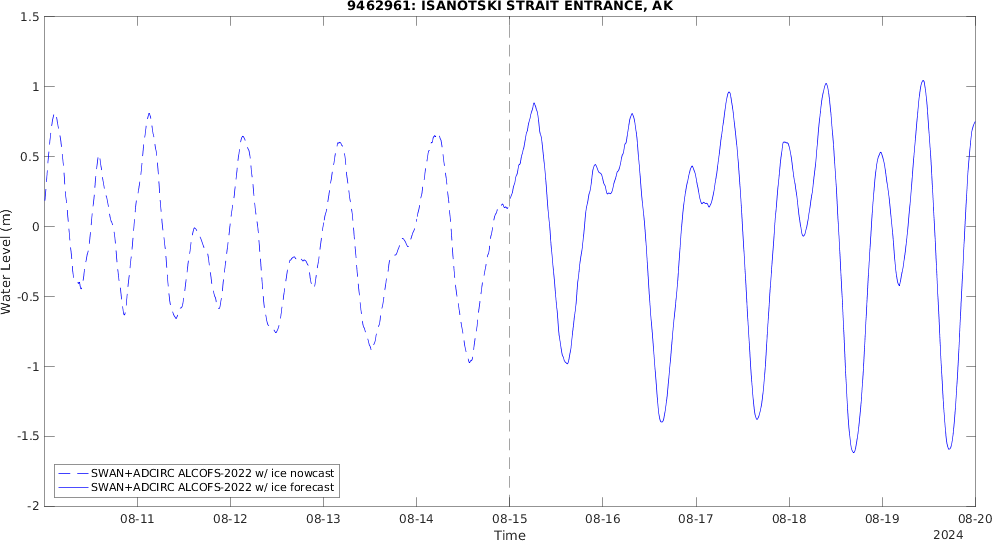 9462961: ISANOTSKI STRAIT ENTRANCE, AK
Water Level (m)
1.5
1
0.5
0
-0.5
-1
-1.5
-2
SWAN+ADCIRC ALCOFS-2022 w/ ice nowcast
SWAN+ADCIRC ALCOFS-2022 w/ ice forecast
08-11 08-12 08-13 08-14 08-15 08-16 08-17 08-18 08-19 08-20
Time
2024